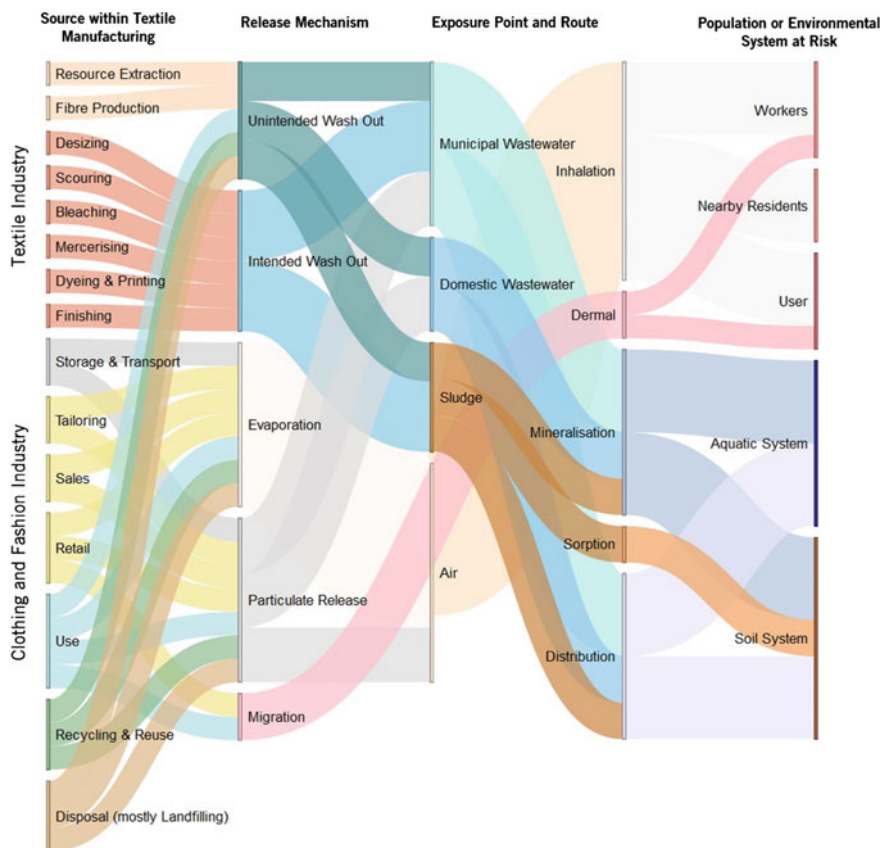 Source within Textile
Manufacturing
Release Mechanism
Exposure Point and Route
Population or Environmental
System at Risk
Textile Industry
Clothing and Fashion Industry
Resource Extraction
Fibre Production
Desizing
Scouring
Bleaching
Mercerising
Dyeing & Printing
Finishing
Storage & Transport
Tailoring
Sales
Retail
Use
Recycling & Reuse
Disposal (mostly Landfilling)
Unintended Wash Out
Intended Wash Out
Evaporation
Particulate Release
Migration
Municipal Wastewater
Domestic Wastewater
Sludge
Air
Inhalation
Dermal
Mineralisation
Sorption
Distribution
Workers
Nearby Residents
User
Aquatic System
Soil System